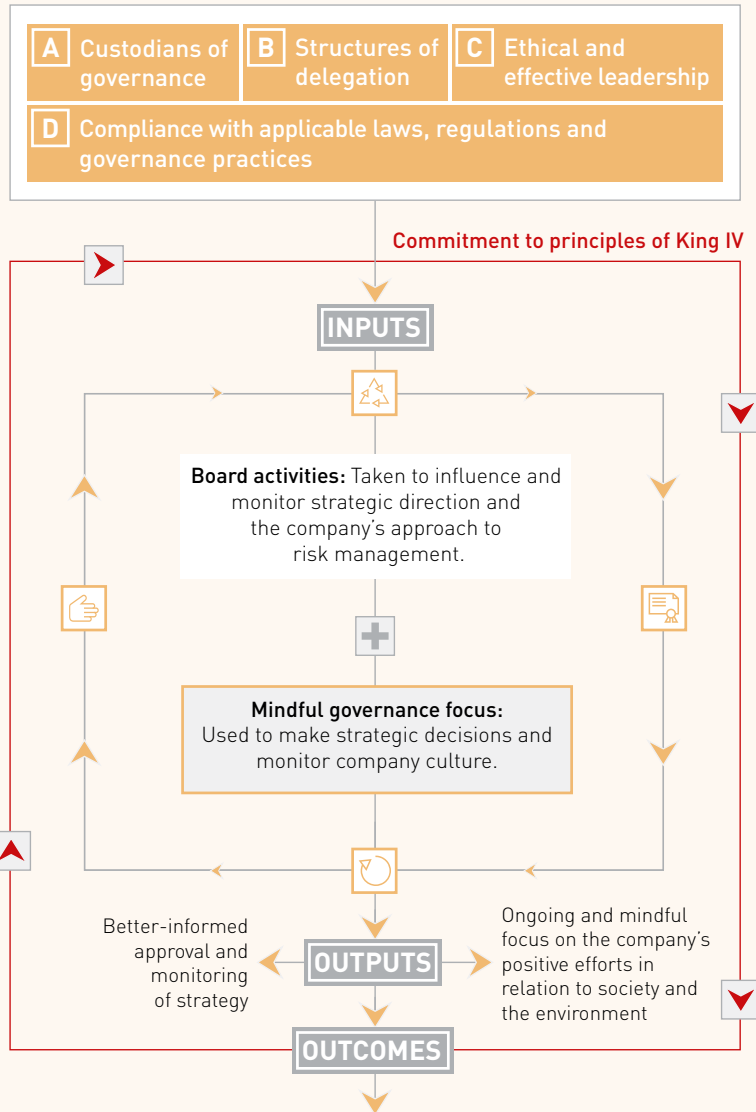 A Custodians of
governance
B Structures of
delegation
C Ethical and
effective leadership
D Compliance with applicable laws, regulations and
governance practices
Commitment to principles of King IV
INPUTS
Board activities: Taken to influence and
monitor strategic direction and
the company's approach to
risk management.
Mindful governance focus:
Used to make strategic decisions and
monitor company culture.
Better-informed
approval and
monitoring
of strategy
OUTPUTS
Ongoing and mindful
focus on the company's
positive efforts in
relation to society and
the environment
OUTCOMES